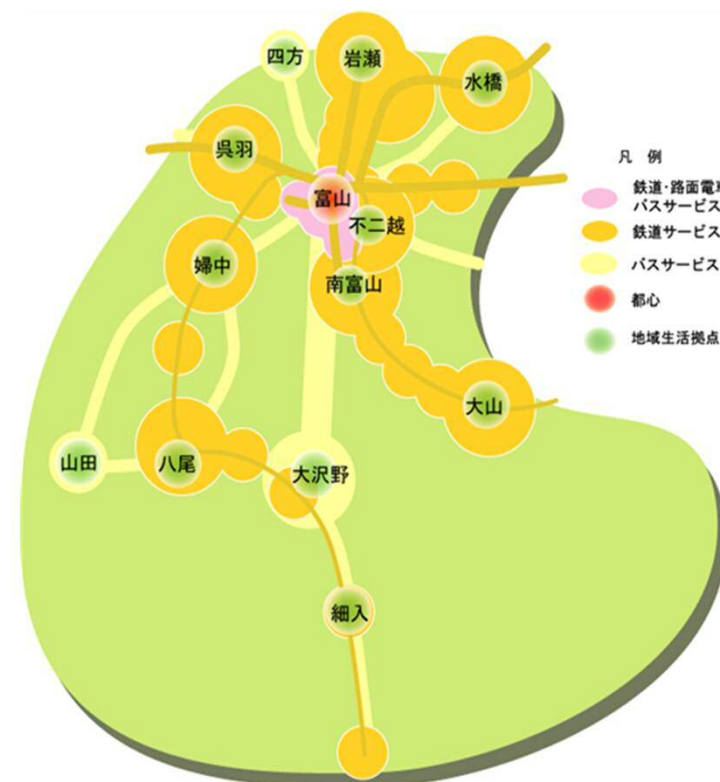 四方
岩瀬
水橋
呉羽
凡 例
富山
鉄道・路面電車
バスサービス
不二越
鉄道サービス
婦中
バスサービス
南富山
都心
地域生活拠点
大山
山田
八尾
大沢野
細入